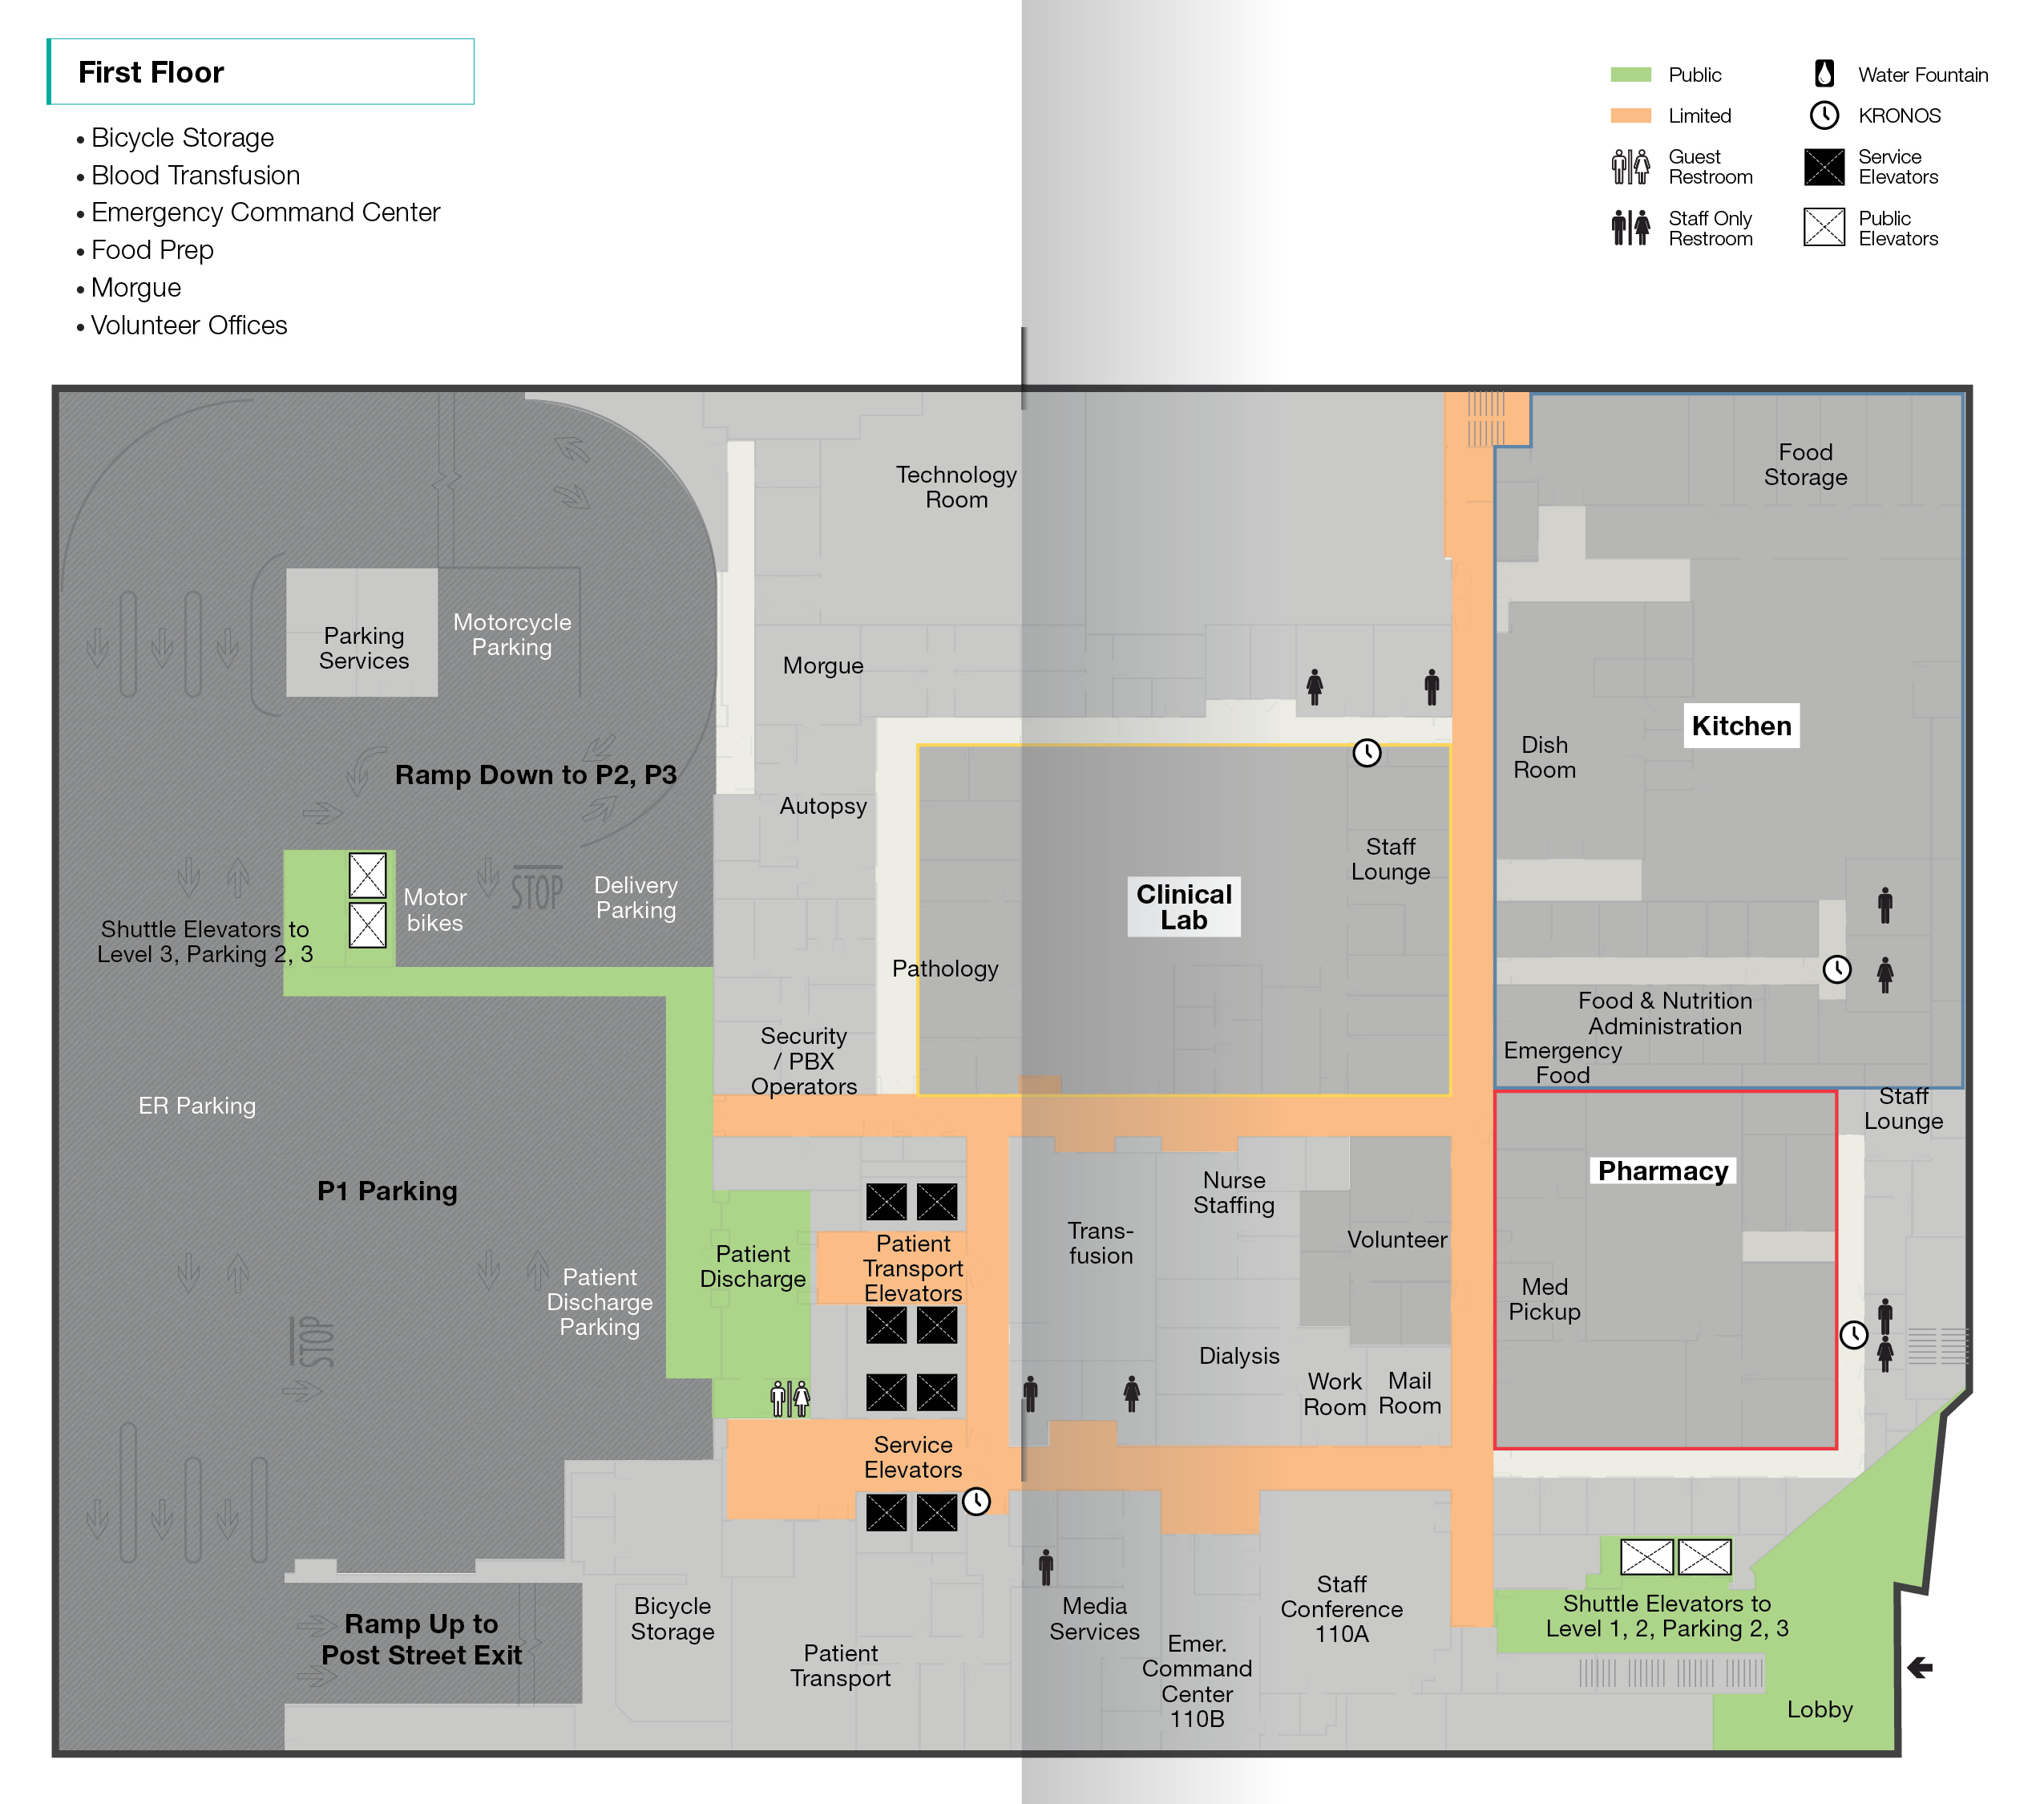 First Floor
• Bicycle Storage
• Blood Transfusion
• Emergency Command Center
• Food Prep
• Morgue
• Volunteer Offices
Public
Limited
Guest
Restroom
Staff Only
Restroom
Water Fountain
KRONOS
Service
Elevators
Public
Elevators
Technology
Room
Food
Storage
Parking
Services
Motorcycle
Parking
Morgue
Kitchen
Dish
Room
Ramp Down to P2, P3
Autopsy
Staff
Lounge
Clinical
Lab
Motor
bikes
STOP
Delivery
Parking
Shuttle Elevators to
Level 3, Parking 2, 3
Pathology
Food & Nutrition
Administration
Security
/ PBX
Operators
Emergency
Food
ER Parking
Staff
Lounge
P1 Parking
Pharmacy
Nurse
Staffing
Trans-
fusion
Volunteer
Patient
Discharge
Patient
Transport
Elevators
Patient
Discharge
Parking
Med
Pickup
STOP
Dialysis
Work
Room
Mail
Room
Service
Elevators
Ramp Up to
Post Street Exit
Bicycle
Storage
Patient
Transport
Media
Services
Emer.
Command
Center
110B
Staff
Conference
110A
Shuttle Elevators to
Level 1, 2, Parking 2, 3
Lobby